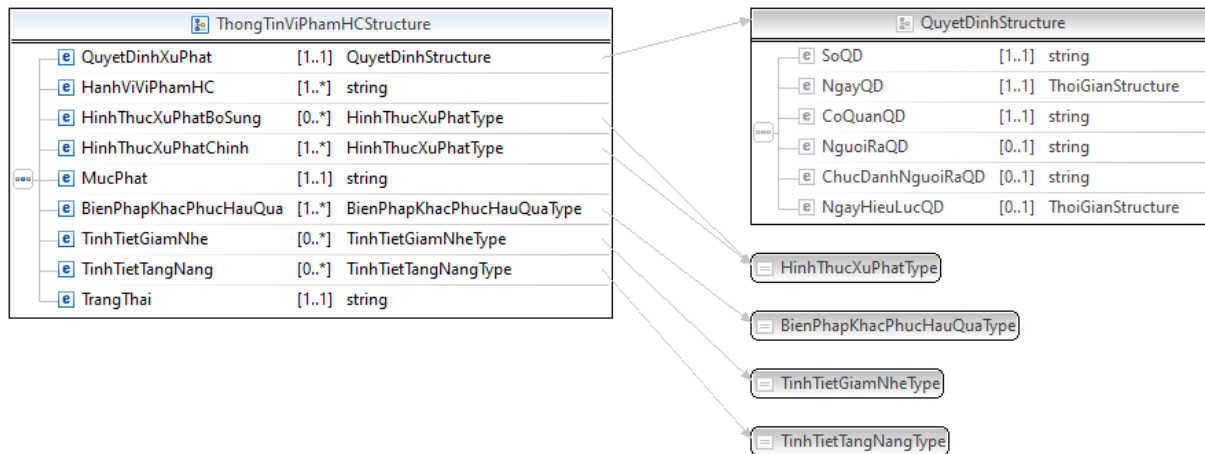 ThongTinViPhamHCStructure
QuyetDinhXuPhat [1..1] QuyetDinhStructure
HanhViViPhamHC [1..*] string
HinhThucXuPhatBoSung [0..*] HinhThucXuPhatType
HinhThucXuPhatChinh [1..*] HinhThucXuPhatType
MucPhat [1..1] string
BienPhapKhacPhucHauQua [1..*] BienPhapKhacPhucHauQuaType
TinhTietGiamNhe [0..*] TinhTietGiamNheType
TinhTietTangNang [0..*] TinhTietTangNangType
TrangThai [1..1] string
QuyetDinhStructure
SoQD [1..1] string
NgayQD [1..1] ThoiGianStructure
CoQuanQD [1..1] string
NguoiRaQD [0..1] string
ChucDanhNguoiRaQD [0..1] string
NgayHieuLucQD [0..1] ThoiGianStructure
HinhThucXuPhatType
BienPhapKhacPhucHauQuaType
TinhTietGiamNheType
TinhTietTangNangType